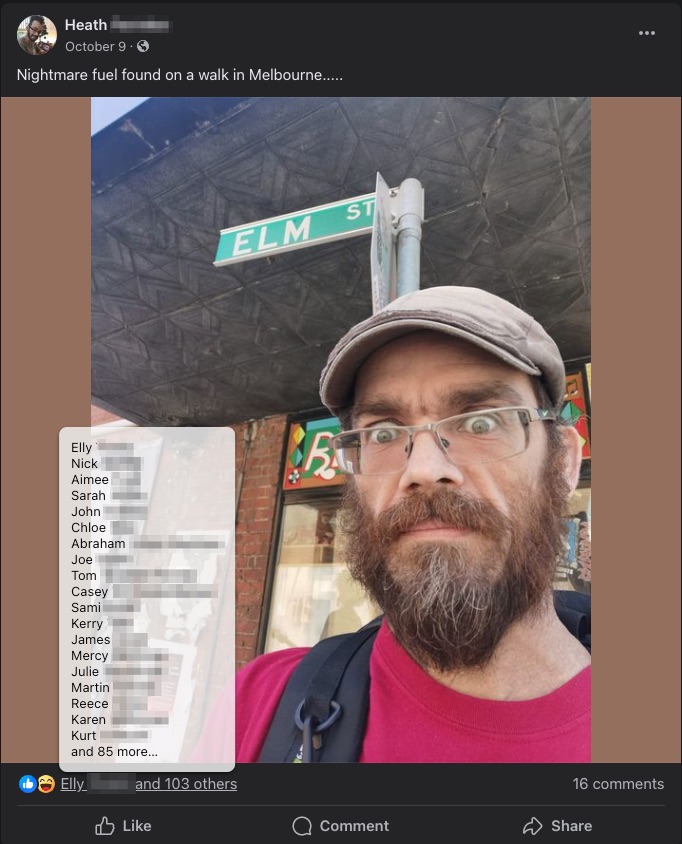 Heath
October 9 ·
Nightmare fuel found on a walk in Melbourne.....
ELM ST
Elly
Nick
Aimee
Sarah
John
Chloe
Abraham
Joe
Tom
Casey
Sami
Kerry
James
Mercy
Julie
Martin
Reece
Karen
Kurt
and 85 more...
Elly and 103 others
16 comments
Like
Comment
Share